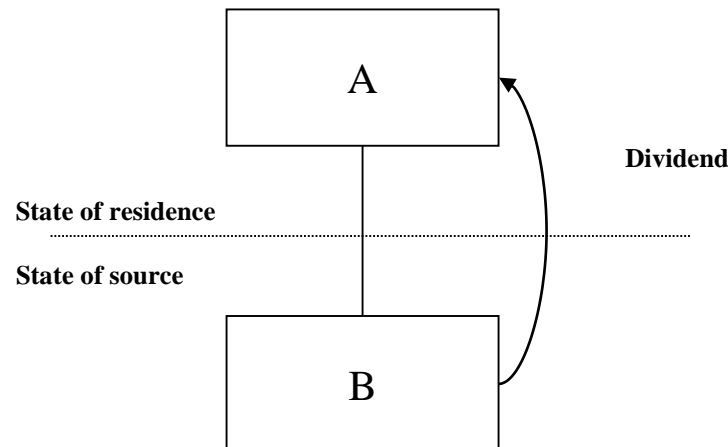 A
Dividend
State of residence
State of source
B